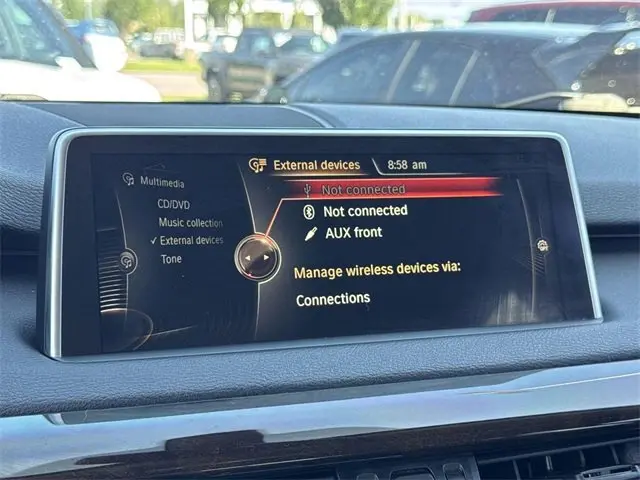 External devices 8:58 am
Multimedia
CD/DVD
Music collection
✓ External devices
Tone
Not connected
Not connected
AUX front
Manage wireless devices via:
Connections